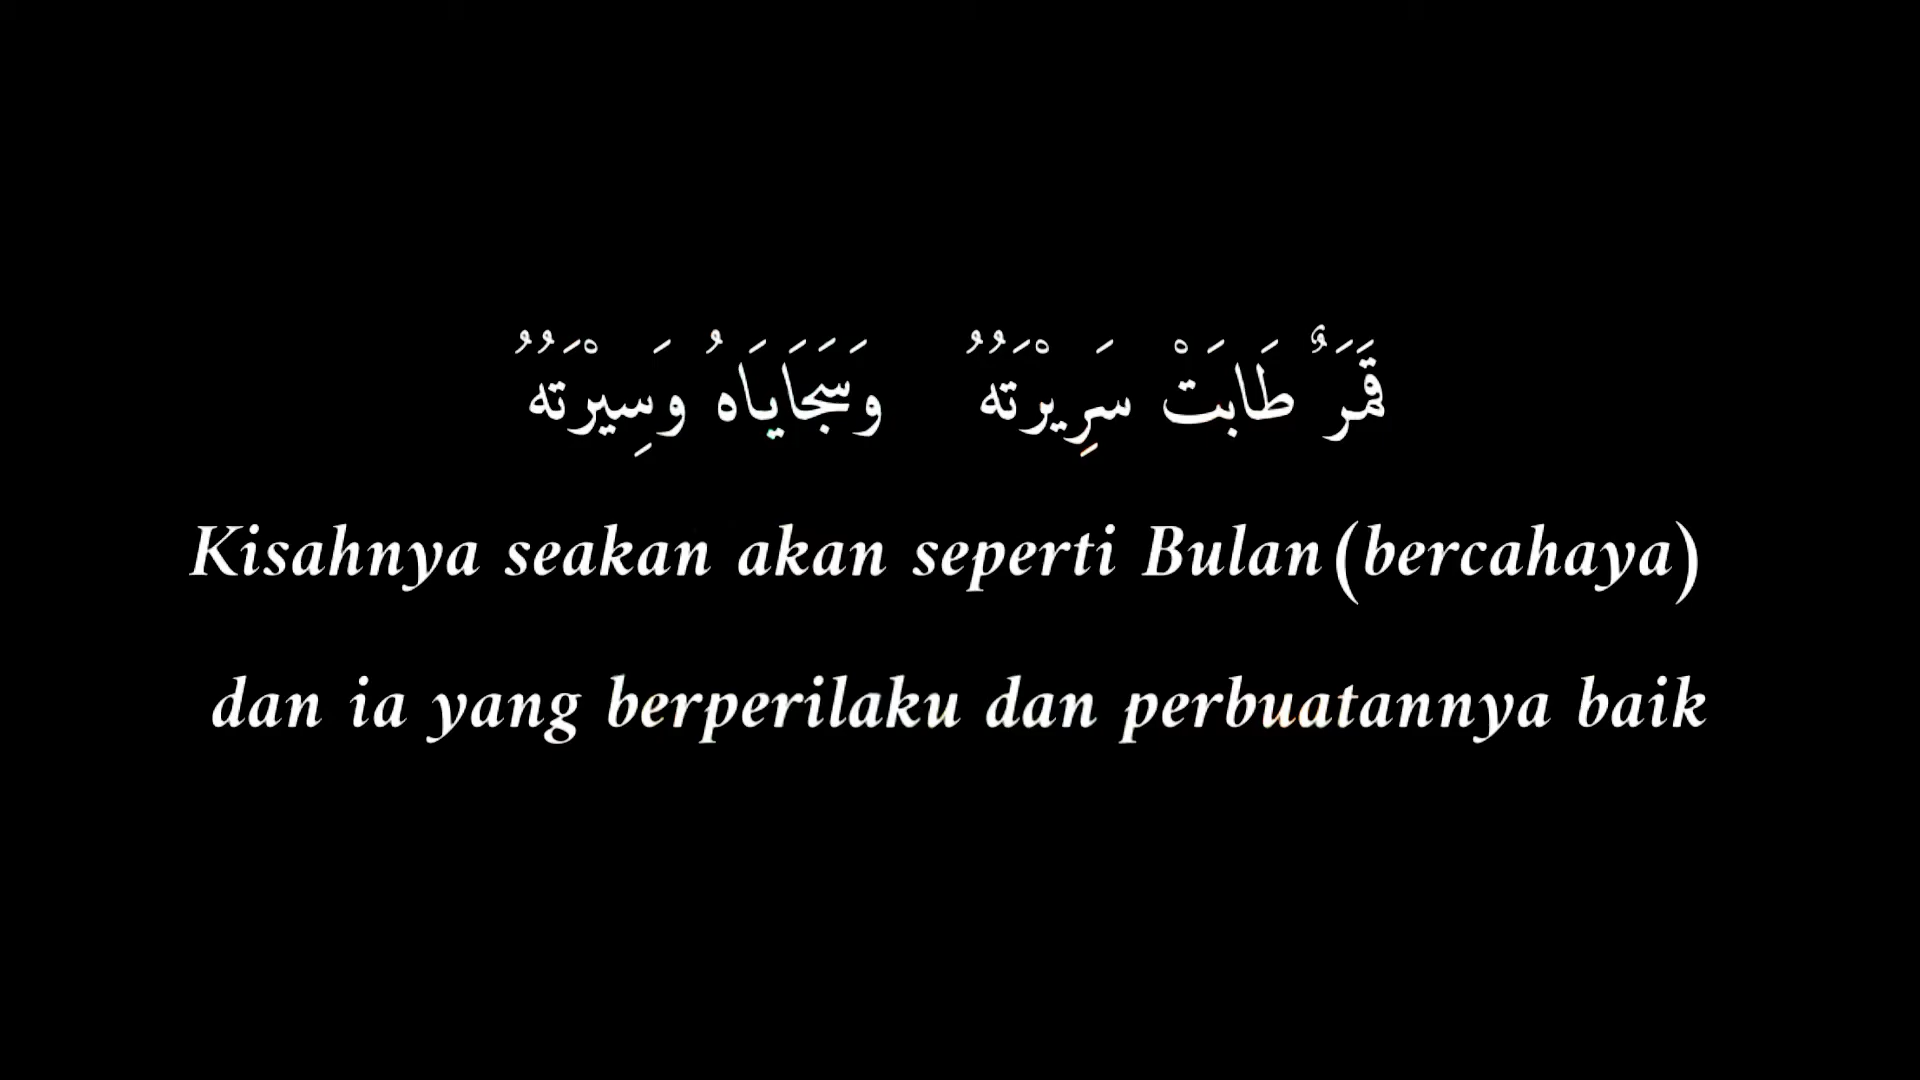 قَمَرٌ طَابَتْ سَرِيْرَتُهُ وَسَجَايَاهُ وَسِيْرَتُهُ
Kisahnya seakan akan seperti Bulan(bercahaya)
dan ia yang berperilaku dan perbuatannya baik